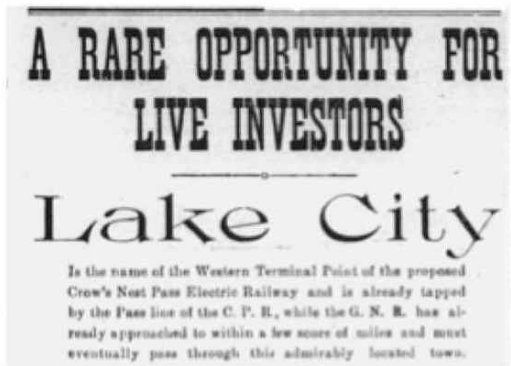 A RARE OPPORTUNITY FOR
LIVE INVESTORS
Lake City
Is the name of the Western Terminal Point of the proposed
Crow's Nest Pass Electric Railway and is already tapped
by the Pass line of the C. P. R., while the G. N. R. has al-
ready approached to within a few score of miles and must
eventually pass through this admirably located town.